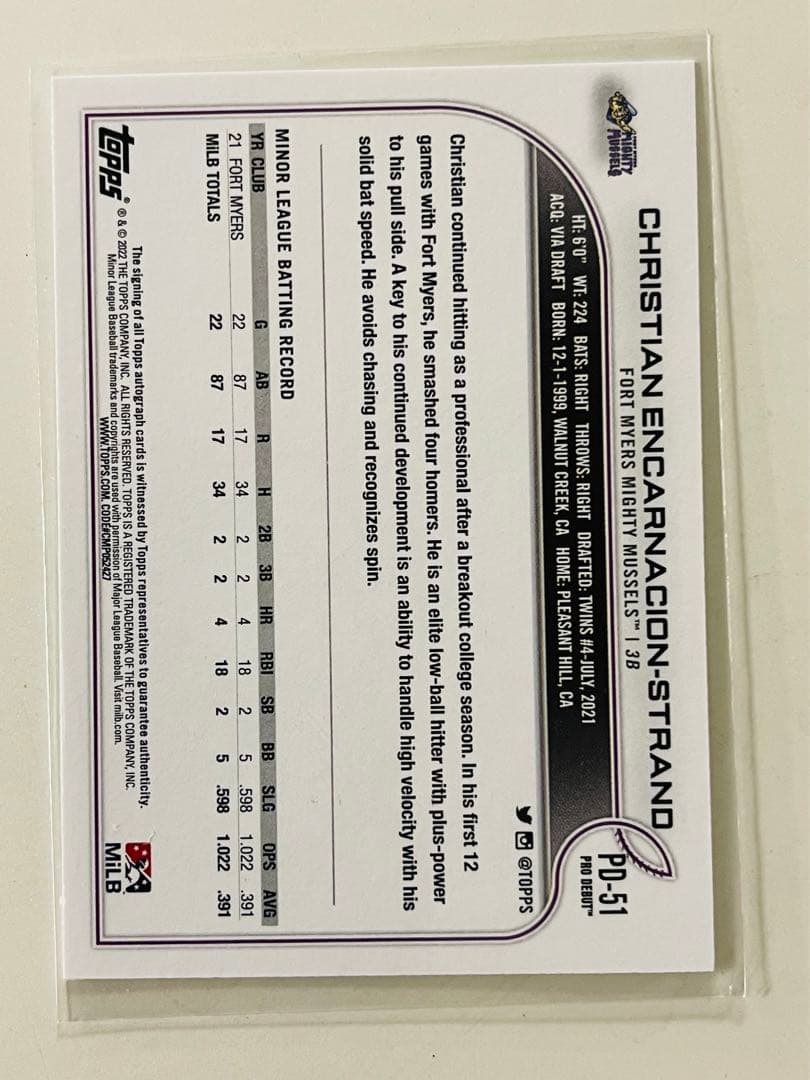 MIGHTY
MUSSELS
CHRISTIAN ENCARNACION-STRAND
FORT MYERS MIGHTY MUSSELS™ | 3B
PD-51
PRO DEBUT™
HT: 6'0" WT: 224 BATS: RIGHT THROWS: RIGHT DRAFTED: TWINS #4-JULY, 2021
ACQ: VIA DRAFT BORN: 12-1-1999, WALNUT CREEK, CA HOME: PLEASANT HILL, CA
@TOPPS
Christian continued hitting as a professional after a breakout college season. In his first 12
games with Fort Myers, he smashed four homers. He is an elite low-ball hitter with plus-power
to his pull side. A key to his continued development is an ability to handle high velocity with his
solid bat speed. He avoids chasing and recognizes spin.
MINOR LEAGUE BATTING RECORD
YR CLUB G AB R H 2B 3B HR RBI SB BB SLG OPS AVG
21 FORT MYERS 22 87 17 34 2 2 4 18 2 5 .598 1.022 .391
MILB TOTALS 22 87 17 34 2 2 4 18 2 5 .598 1.022 .391
topps®
The signing of all Topps autograph cards is witnessed by Topps representatives to guarantee authenticity.
® & © 2022 THE TOPPS COMPANY, INC. ALL RIGHTS RESERVED. TOPPS IS A REGISTERED TRADEMARK OF THE TOPPS COMPANY, INC.
Minor League Baseball trademarks and copyrights are used with permission of Major League Baseball. Visit milb.com.
WWW.TOPPS.COM. CODE#CMP052427
MiLB